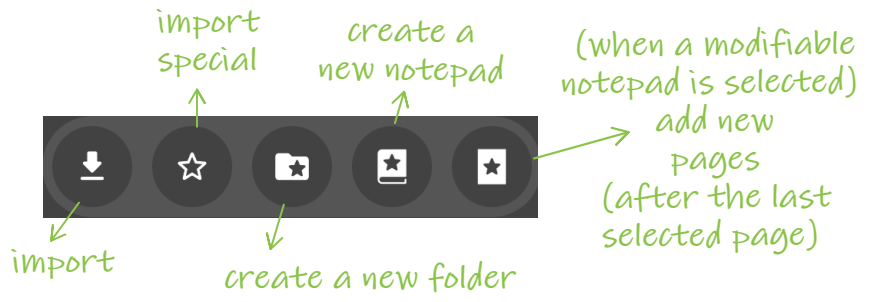 import
special
create a
new notepad
(when a modifiable
notepad is selected)
add new
pages
(after the last
selected page)
import
create a new folder